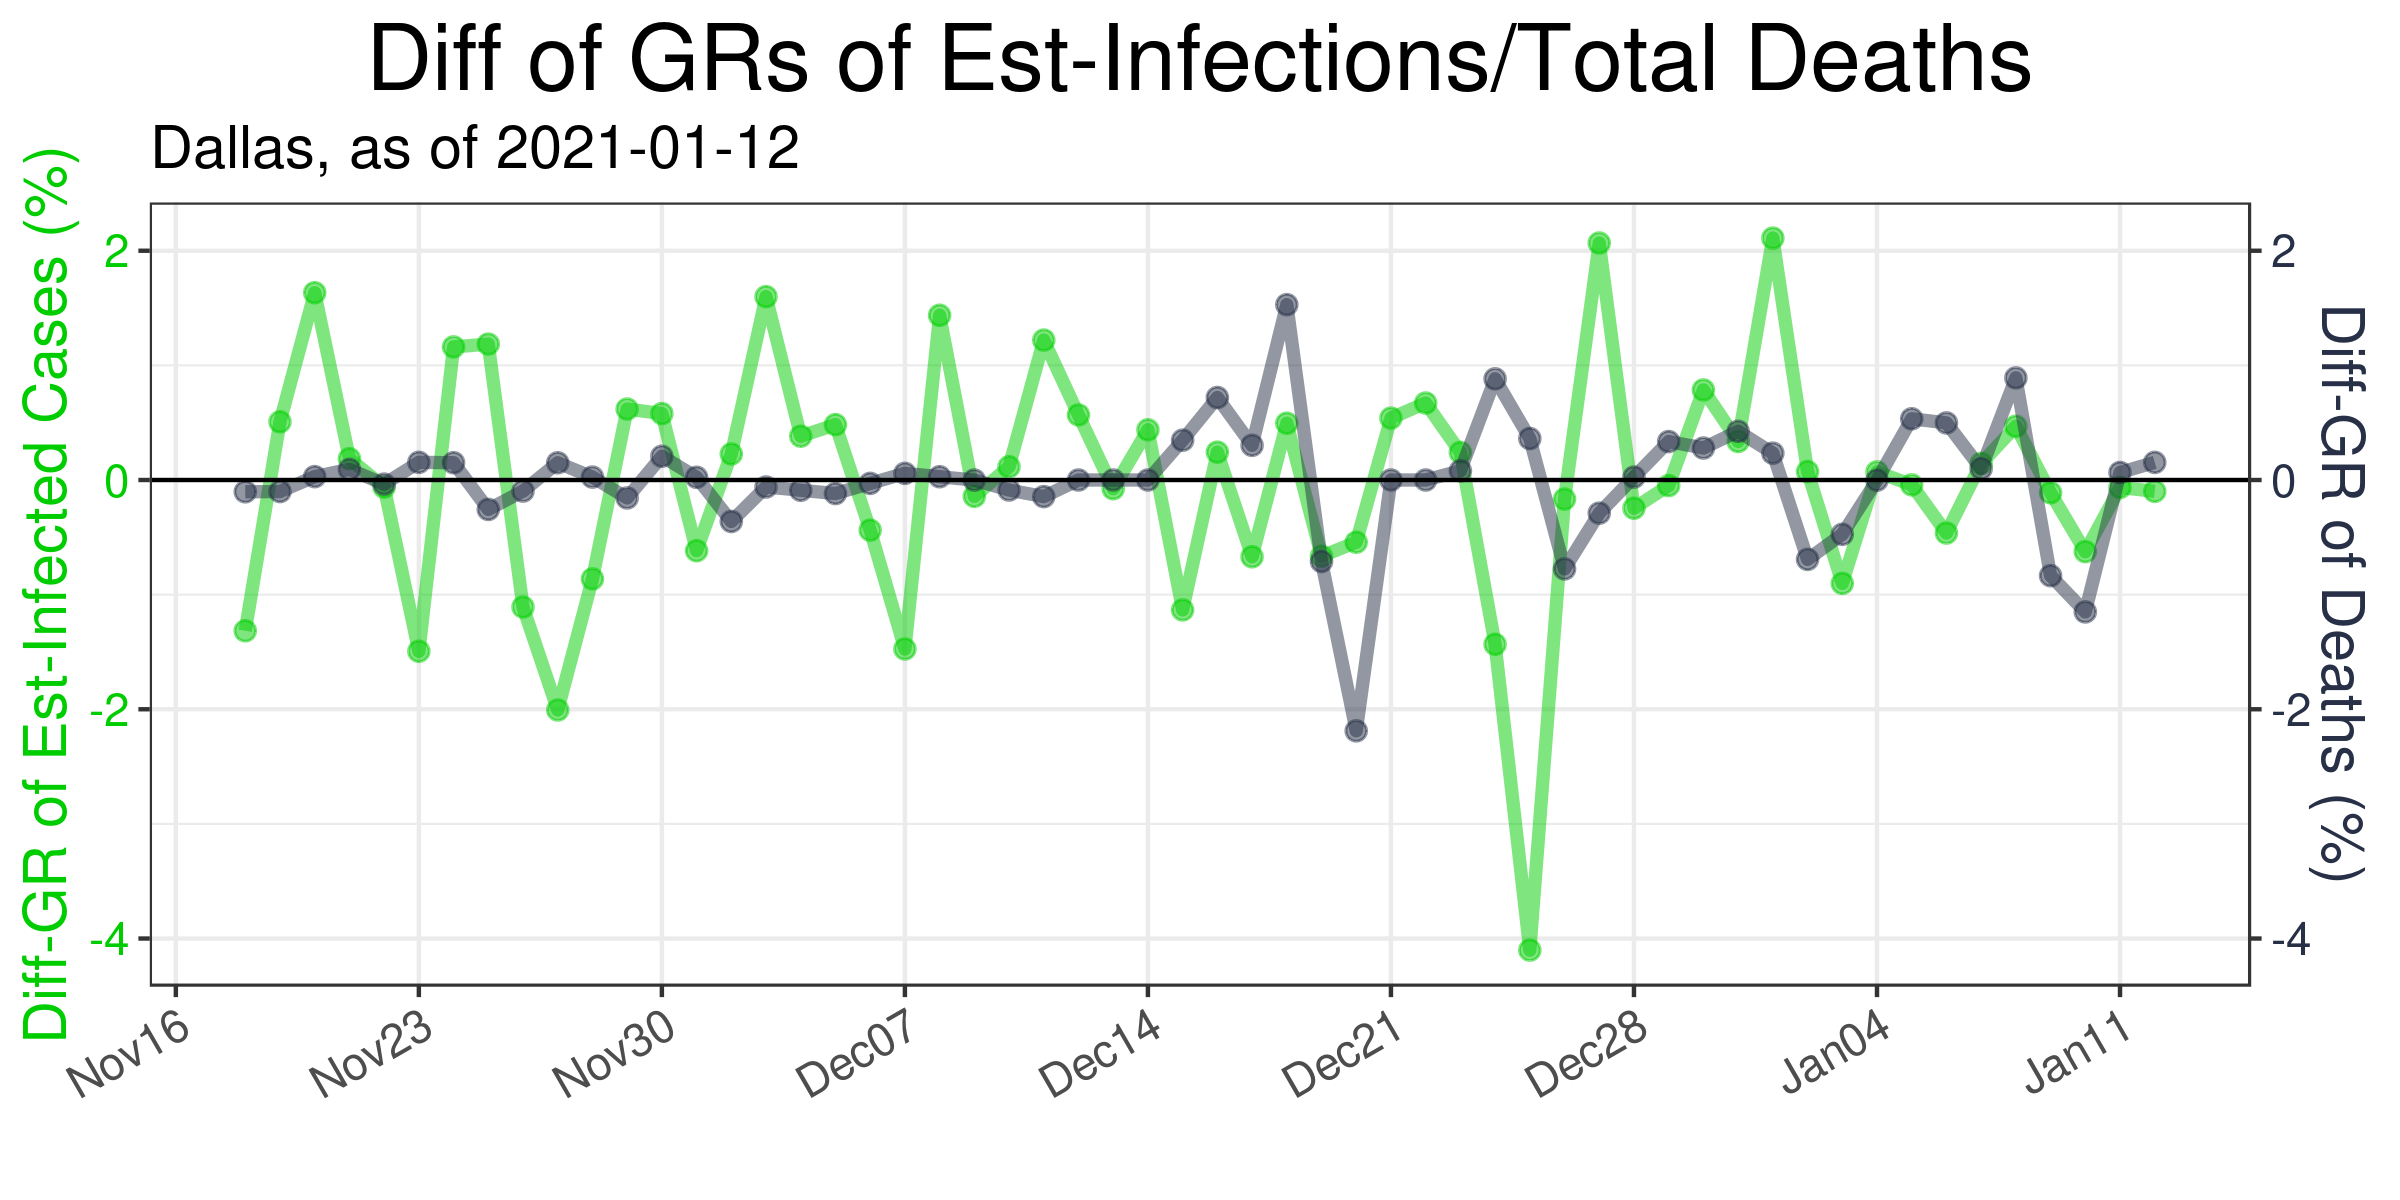 Diff of GRs of Est-Infections/Total Deaths
Dallas, as of 2021-01-12
Diff-GR of Est-Infected Cases (%)
2
0
-2
-4
2
0
-2
-4
Diff-GR of Deaths (%)
Nov16
Nov23
Nov30
Dec07
Dec14
Dec21
Dec28
Jan04
Jan11